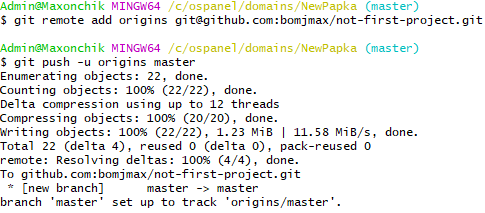 Admin@Maxonchik MINGW64 /c/ospanel/domains/NewPapka (master)
$ git remote add origins git@github.com:bomjmax/not-first-project.git
Admin@Maxonchik MINGW64 /c/ospanel/domains/NewPapka (master)
$ git push -u origins master
Enumerating objects: 22, done.
Counting objects: 100% (22/22), done.
Delta compression using up to 12 threads
Compressing objects: 100% (20/20), done.
Writing objects: 100% (22/22), 1.23 MiB | 11.58 MiB/s, done.
Total 22 (delta 4), reused 0 (delta 0), pack-reused 0
remote: Resolving deltas: 100% (4/4), done.
To github.com:bomjmax/not-first-project.git
 * [new branch]      master -> master
branch 'master' set up to track 'origins/master'.